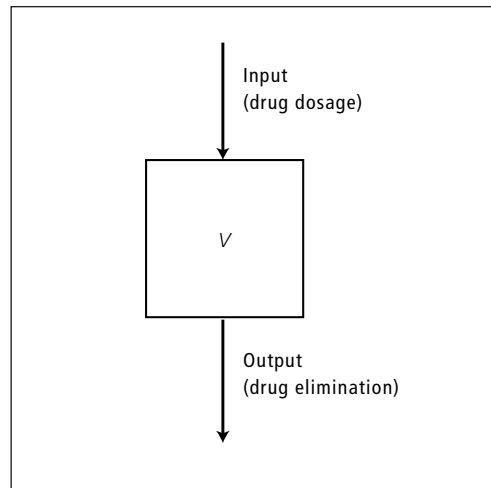 Input
(drug dosage)
V
Output
(drug elimination)